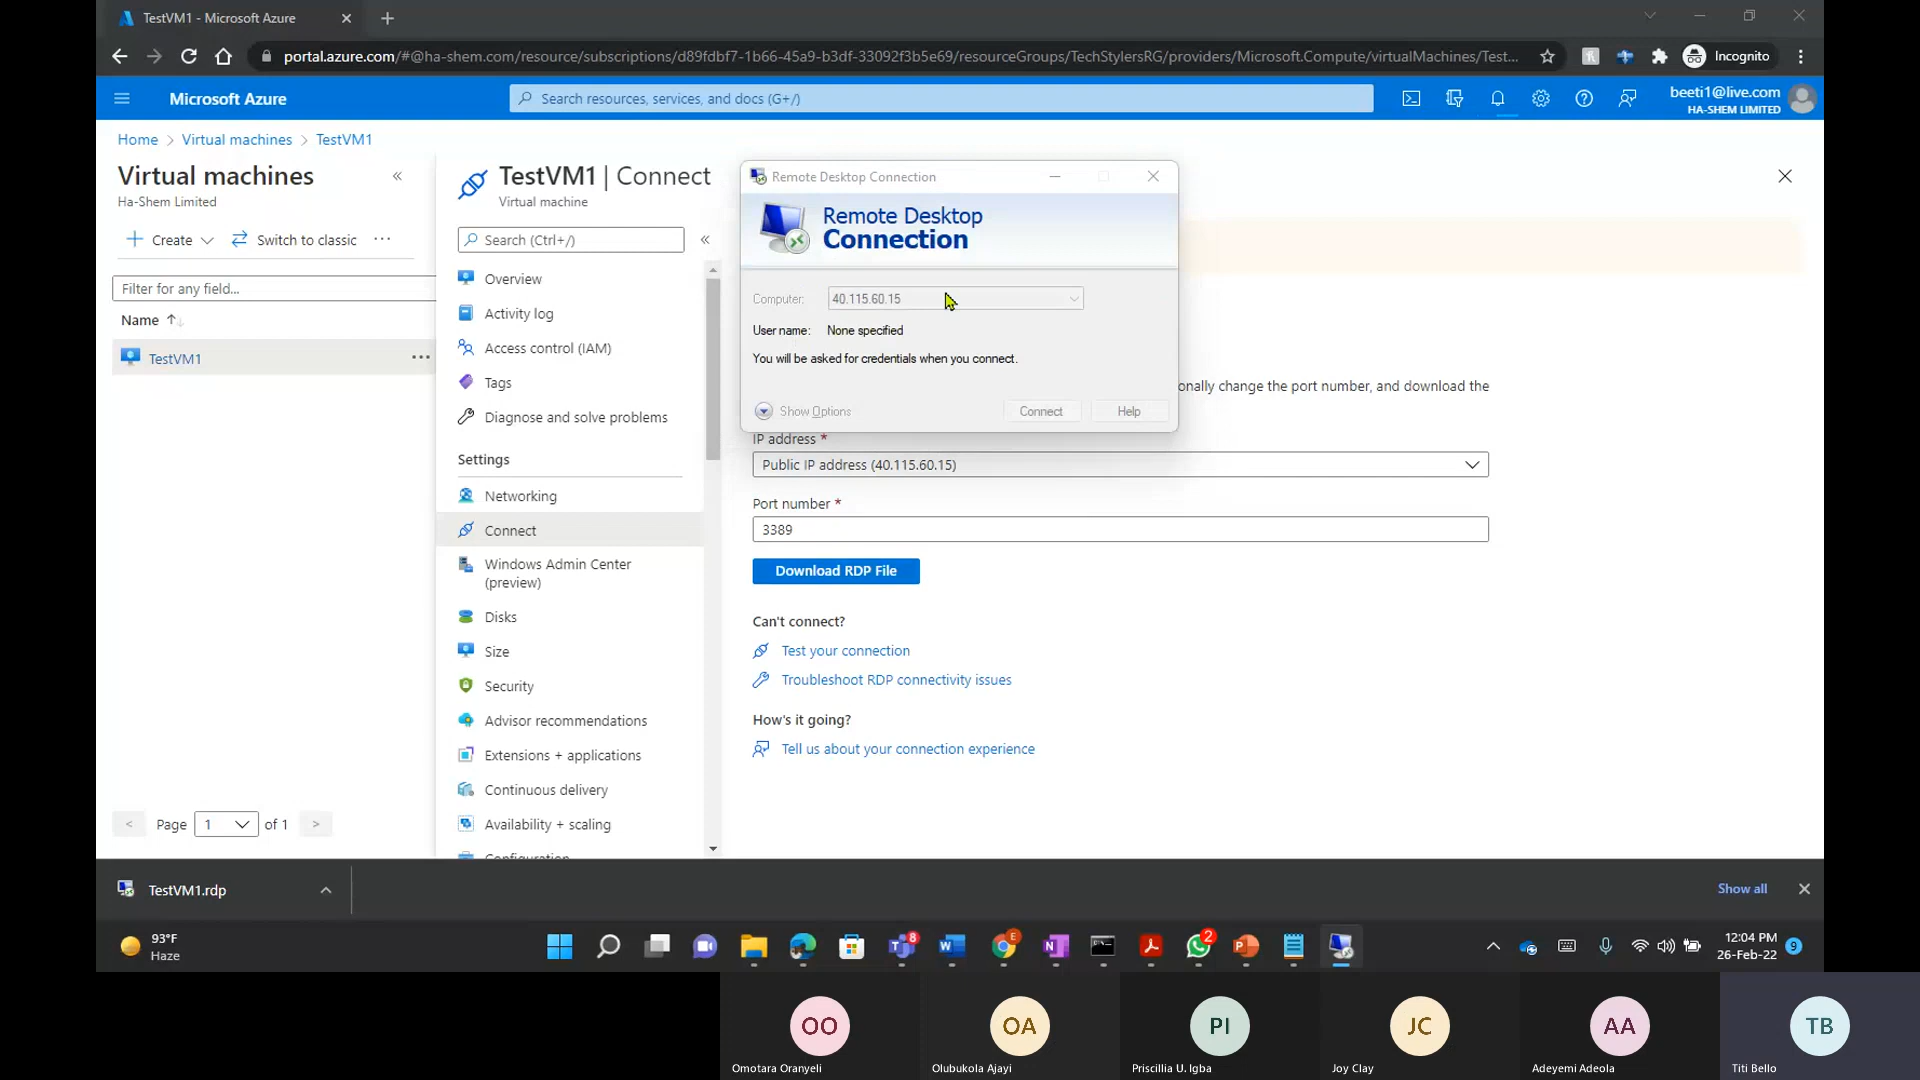 TestVM1 - Microsoft Azure
portal.azure.com/#@ha-shem.com/resource/subscriptions/d89fdbf7-1b66-45a9-b3df-33092f3b5e69/resourceGroups/TechStylersRG/providers/Microsoft.Compute/virtualMachines/Test...
Incognito
Microsoft Azure
Search resources, services, and docs (G+/)
beeti1@live.com
HA-SHEM LIMITED
Home > Virtual machines > TestVM1
Virtual machines
Ha-Shem Limited
Create
Switch to classic
Filter for any field...
Name
TestVM1
Page 1 of 1
TestVM1 | Connect
Virtual machine
Search (Ctrl+/)
Overview
Activity log
Access control (IAM)
Tags
Diagnose and solve problems
Settings
Networking
Connect
Windows Admin Center
(preview)
Disks
Size
Security
Advisor recommendations
Extensions + applications
Continuous delivery
Availability + scaling
Configuration
Remote Desktop Connection
Remote Desktop
Connection
Computer: 40.115.60.15
User name: None specified
You will be asked for credentials when you connect.
Show Options
Connect
Help
onally change the port number, and download the
IP address *
Public IP address (40.115.60.15)
Port number *
3389
Download RDP File
Can't connect?
Test your connection
Troubleshoot RDP connectivity issues
How's it going?
Tell us about your connection experience
TestVM1.rdp
Show all
93°F
Haze
8
E
2
12:04 PM
26-Feb-22
9
OO
OA
PI
JC
AA
TB
Omotara Oranyeli
Olubukola Ajayi
Priscillia U. Igba
Joy Clay
Adeyemi Adeola
Titi Bello